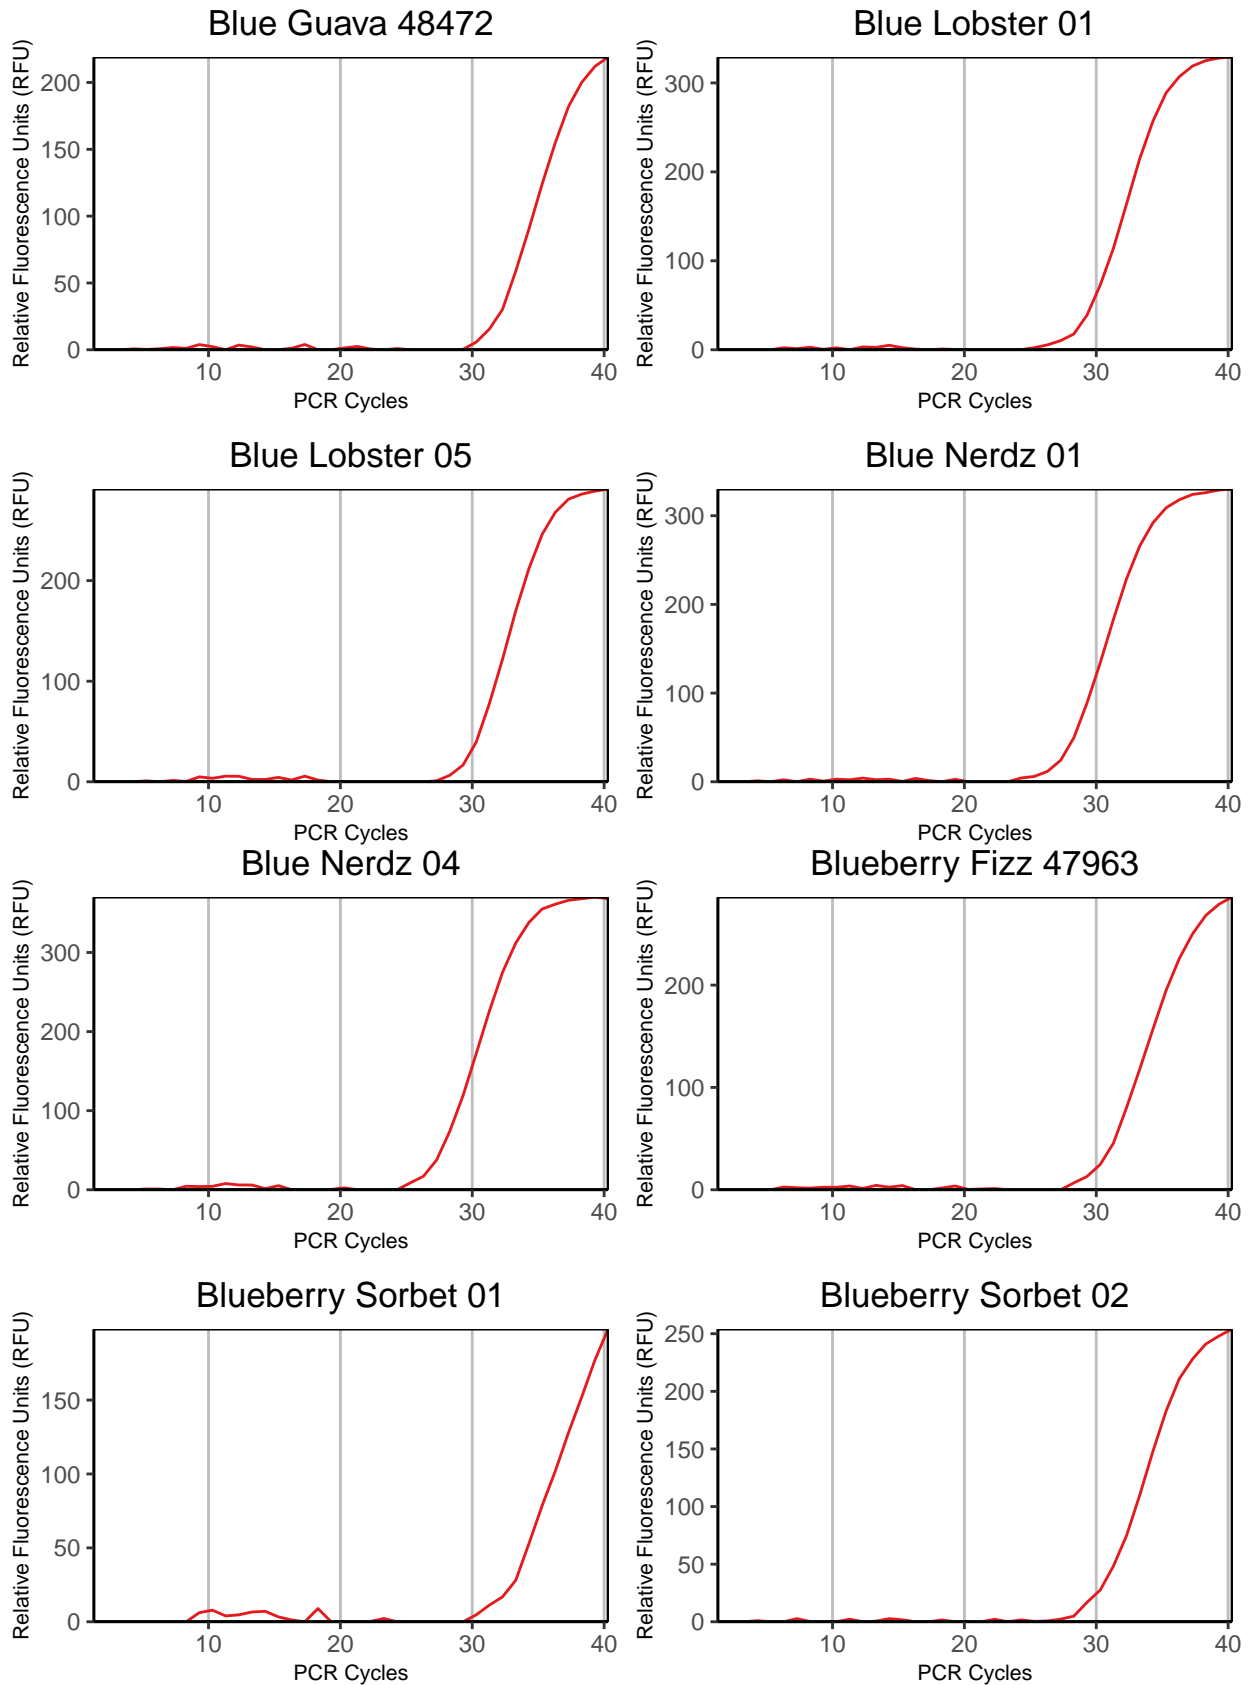 Blue Guava 48472
Relative Fluorescence Units (RFU)
200
150
100
50
0
10 20 30 40
PCR Cycles
Blue Lobster 01
Relative Fluorescence Units (RFU)
300
200
100
0
10 20 30 40
PCR Cycles
Blue Lobster 05
Relative Fluorescence Units (RFU)
200
100
0
10 20 30 40
PCR Cycles
Blue Nerdz 01
Relative Fluorescence Units (RFU)
300
200
100
0
10 20 30 40
PCR Cycles
Blue Nerdz 04
Relative Fluorescence Units (RFU)
300
200
100
0
10 20 30 40
PCR Cycles
Blueberry Fizz 47963
Relative Fluorescence Units (RFU)
200
100
0
10 20 30 40
PCR Cycles
Blueberry Sorbet 01
Relative Fluorescence Units (RFU)
150
100
50
0
10 20 30 40
PCR Cycles
Blueberry Sorbet 02
Relative Fluorescence Units (RFU)
250
200
150
100
50
0
10 20 30 40
PCR Cycles